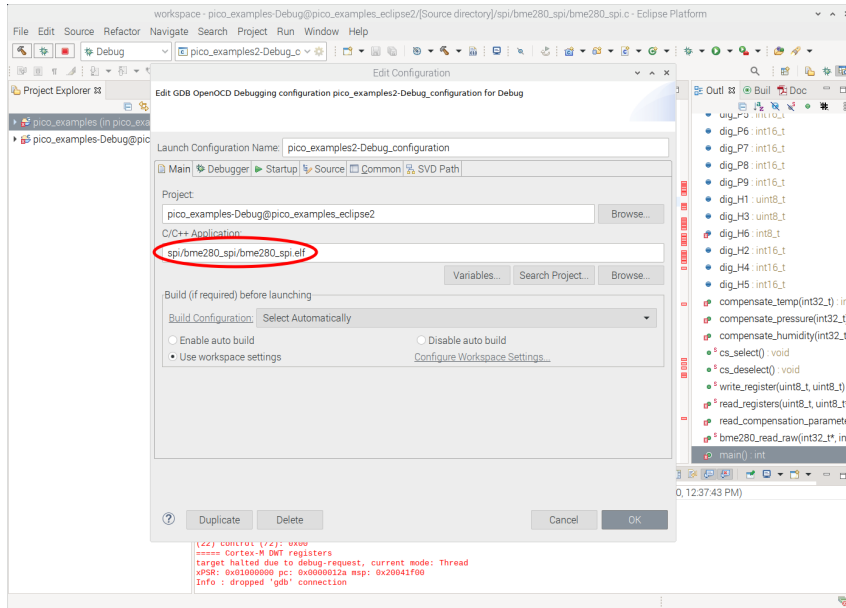 workspace - pico_examples-Debug@pico_examples_eclipse2/[Source directory]/spi/bme280_spi/bme280_spi.c - Eclipse Platform
File Edit Source Refactor Navigate Search Project Run Window Help
Debug
pico_examples2-Debug_c
Edit Configuration
Project Explorer
Edit GDB OpenOCD Debugging configuration pico_examples2-Debug_configuration for Debug
pico_examples (in pico_exa
pico_examples-Debug@pic
Launch Configuration Name: pico_examples2-Debug_configuration
Main Debugger Startup Source Common SVD Path
Project:
pico_examples-Debug@pico_examples_eclipse2
Browse...
C/C++ Application:
spi/bme280_spi/bme280_spi.elf
Variables... Search Project... Browse...
Build (if required) before launching
Build Configuration: Select Automatically
Enable auto build
Disable auto build
Use workspace settings
Configure Workspace Settings...
Duplicate Delete
Cancel OK
Outl Buil Doc
dig_P5 : int16_t
dig_P6 : int16_t
dig_P7 : int16_t
dig_P8 : int16_t
dig_P9 : int16_t
dig_H1 : uint8_t
dig_H3 : uint8_t
dig_H6 : int8_t
dig_H2 : int16_t
dig_H4 : int16_t
dig_H5 : int16_t
compensate_temp(int32_t) : in
compensate_pressure(int32_t
compensate_humidity(int32_t
S cs_select() : void
S cs_deselect() : void
S write_register(uint8_t, uint8_t)
S read_registers(uint8_t, uint8_t*
read_compensation_paramete
S bme280_read_raw(int32_t*, in
main() : int
0, 12:37:43 PM)
(22) control (/2): 0x00
===== Cortex-M DWT registers
target halted due to debug-request, current mode: Thread
xPSR: 0x01000000 pc: 0x0000012a msp: 0x20041f00
Info : dropped 'gdb' connection